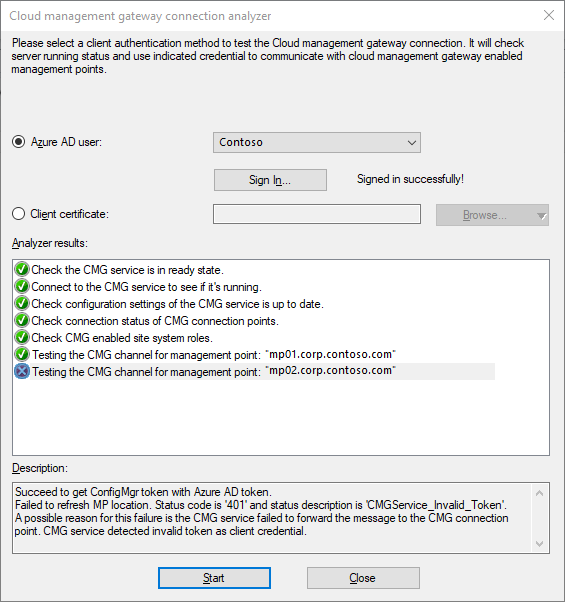 Cloud management gateway connection analyzer
Please select a client authentication method to test the Cloud management gateway connection. It will check
server running status and use indicated credential to communicate with cloud management gateway enabled
management points.
Azure AD user:
Contoso
Sign In...
Signed in successfully!
Client certificate:
Browse...
Analyzer results:
Check the CMG service is in ready state.
Connect to the CMG service to see if it's running.
Check configuration settings of the CMG service is up to date.
Check connection status of CMG connection points.
Check CMG enabled site system roles.
Testing the CMG channel for management point: "mp01.corp.contoso.com"
Testing the CMG channel for management point: "mp02.corp.contoso.com"
Description:
Succeed to get ConfigMgr token with Azure AD token.
Failed to refresh MP location. Status code is '401' and status description is 'CMGService_Invalid_Token'.
A possible reason for this failure is the CMG service failed to forward the message to the CMG connection
point. CMG service detected invalid token as client credential.
Start
Close